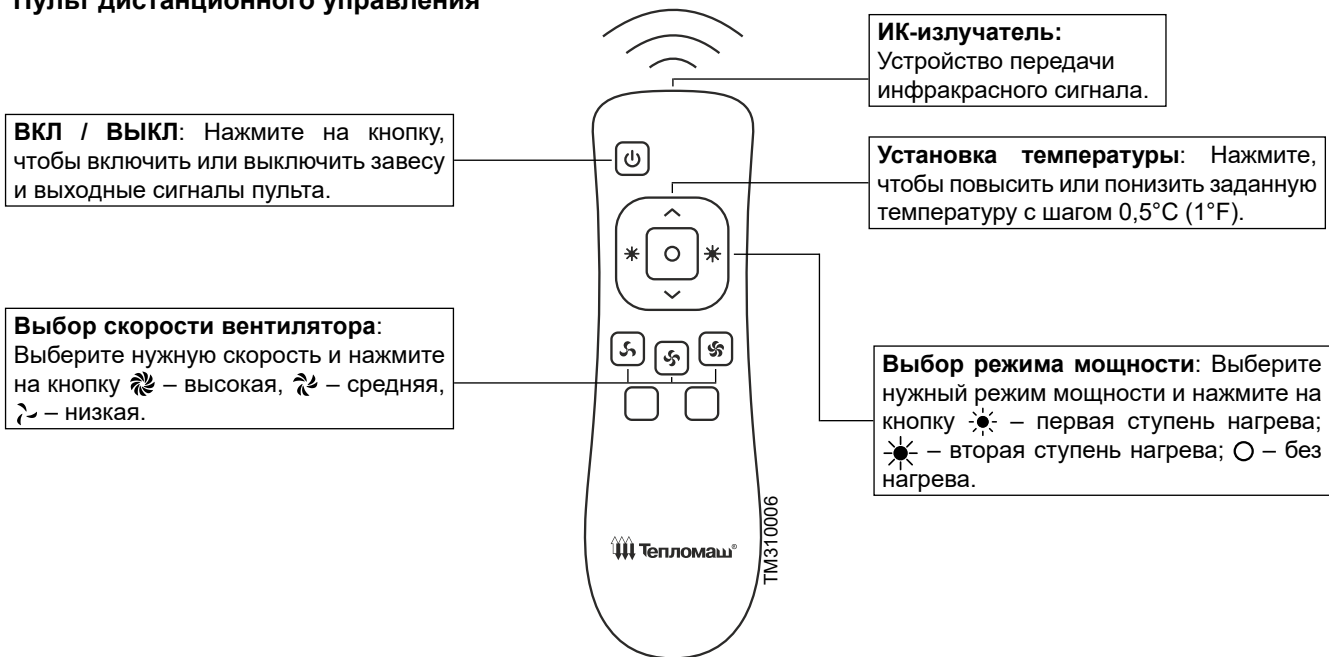 Пульт дистанционного управления
ИК-излучатель:
Устройство передачи
инфракрасного сигнала.
ВКЛ / ВЫКЛ: Нажмите на кнопку,
чтобы включить или выключить завесу
и выходные сигналы пульта.
Установка температуры: Нажмите,
чтобы повысить или понизить заданную
температуру с шагом 0,5°C (1°F).
Выбор скорости вентилятора:
Выберите нужную скорость и нажмите
на кнопку – высокая, – средняя,
– низкая.
Выбор режима мощности: Выберите
нужный режим мощности и нажмите на
кнопку – первая ступень нагрева;
– вторая ступень нагрева; – без
нагрева.
Тепломаш®
TM310006